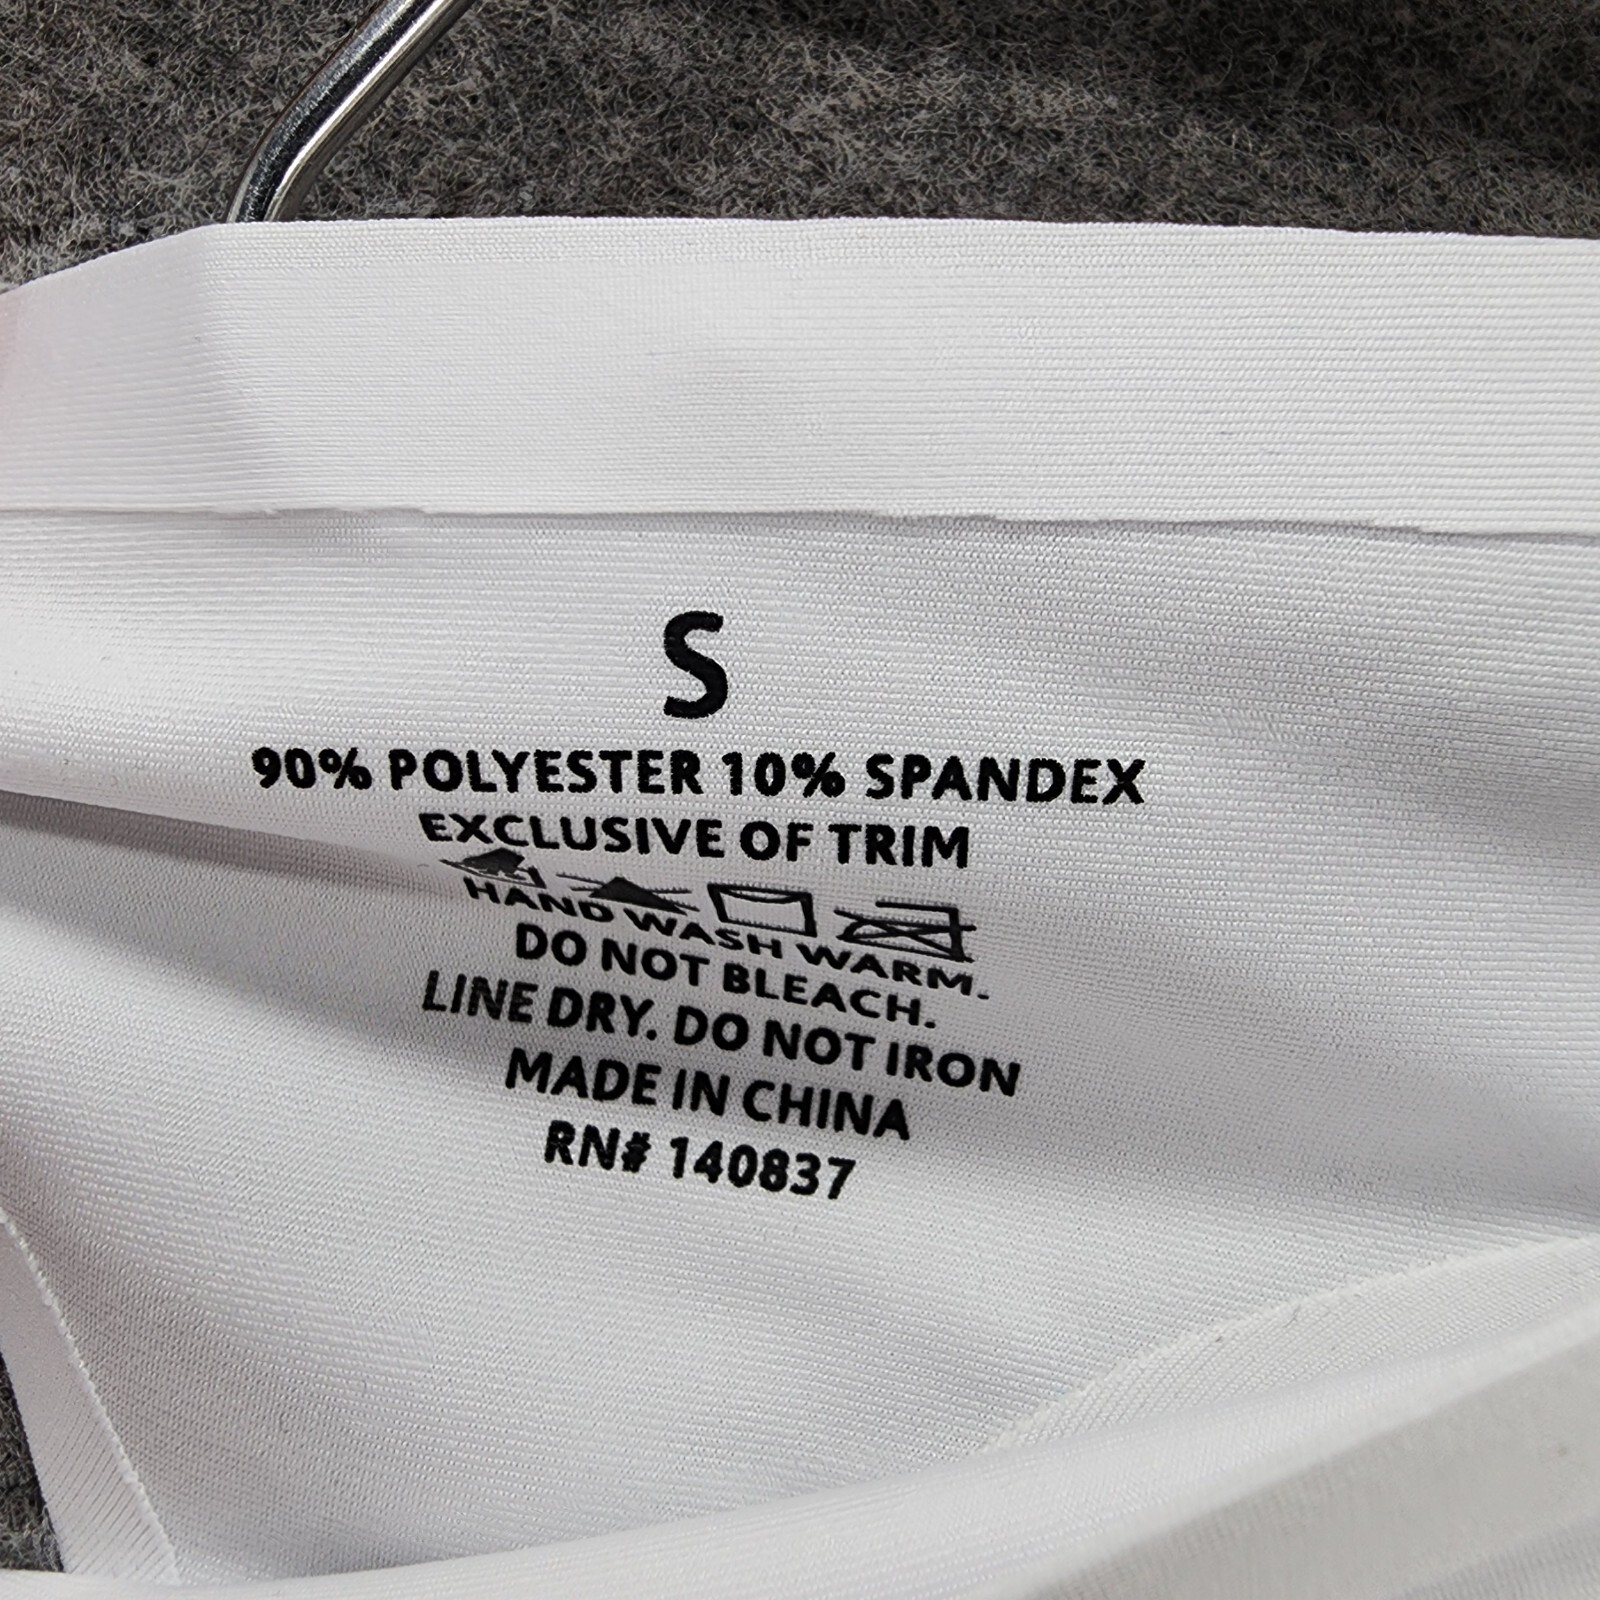 S
90% POLYESTER 10% SPANDEX
EXCLUSIVE OF TRIM
HAND WASH WARM.
DO NOT BLEACH.
LINE DRY. DO NOT IRON
MADE IN CHINA
RN# 140837